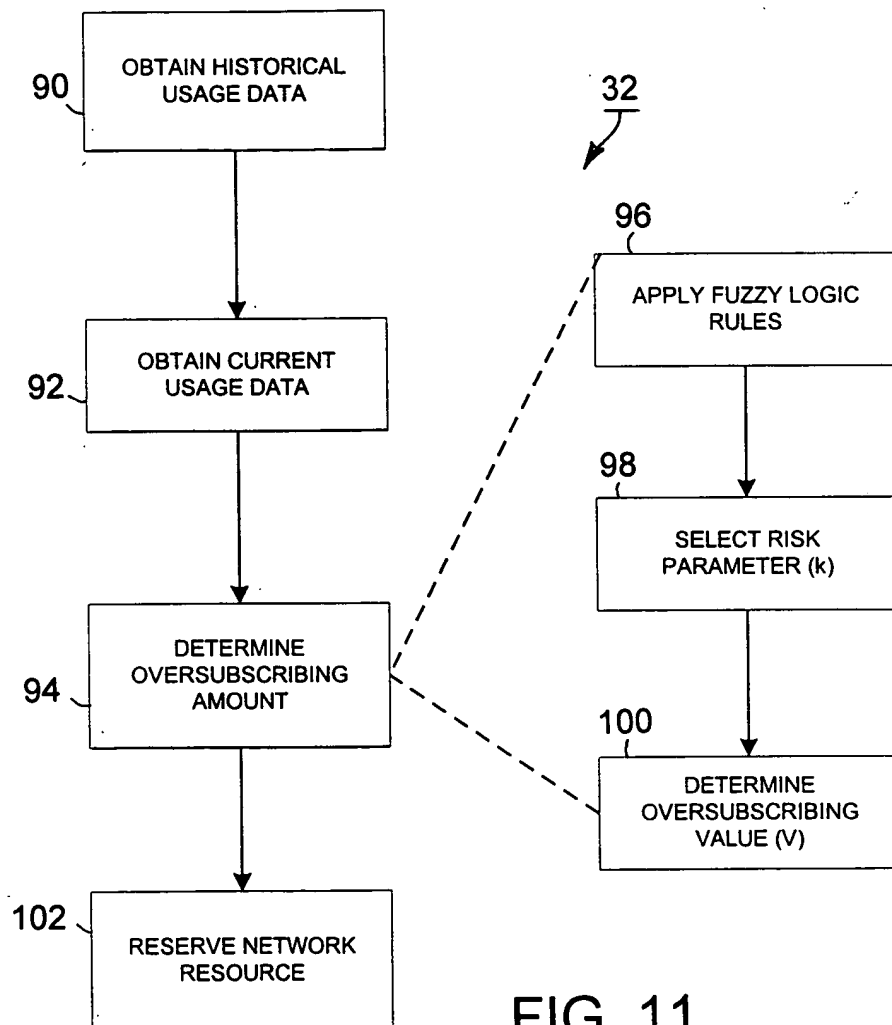 90
OBTAIN HISTORICAL
USAGE DATA
32
92
OBTAIN CURRENT
USAGE DATA
96
APPLY FUZZY LOGIC
RULES
98
SELECT RISK
PARAMETER (k)
94
DETERMINE
OVERSUBSCRIBING
AMOUNT
100
DETERMINE
OVERSUBSCRIBING
VALUE (V)
102
RESERVE NETWORK
RESOURCE
FIG. 11